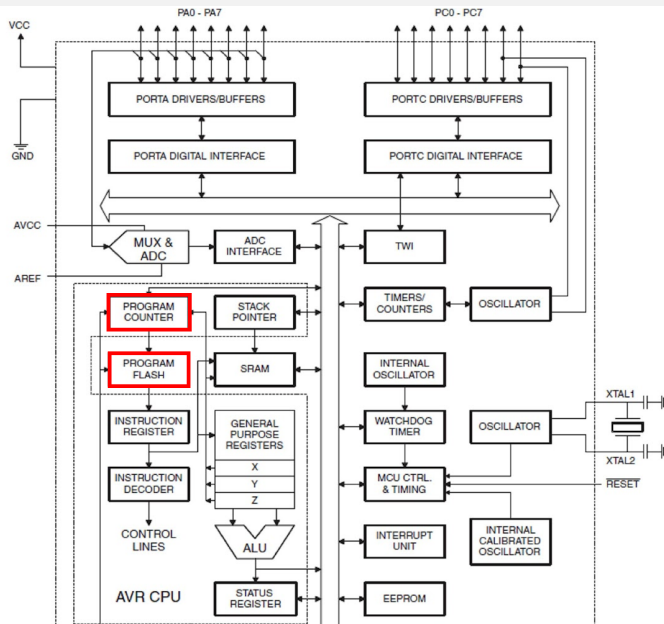 PA0 - PA7
PC0 - PC7
VCC
PORTA DRIVERS/BUFFERS
PORTC DRIVERS/BUFFERS
GND
PORTA DIGITAL INTERFACE
PORTC DIGITAL INTERFACE
AVCC
MUX &
ADC
ADC
INTERFACE
TWI
AREF
PROGRAM
COUNTER
STACK
POINTER
TIMERS/
COUNTERS
OSCILLATOR
PROGRAM
FLASH
SRAM
INTERNAL
OSCILLATOR
XTAL1
INSTRUCTION
REGISTER
GENERAL
PURPOSE
REGISTERS
WATCHDOG
TIMER
OSCILLATOR
XTAL2
X
INSTRUCTION
DECODER
Y
MCU CTRL.
& TIMING
RESET
Z
CONTROL
LINES
ALU
INTERRUPT
UNIT
INTERNAL
CALIBRATED
OSCILLATOR
AVR CPU
STATUS
REGISTER
EEPROM